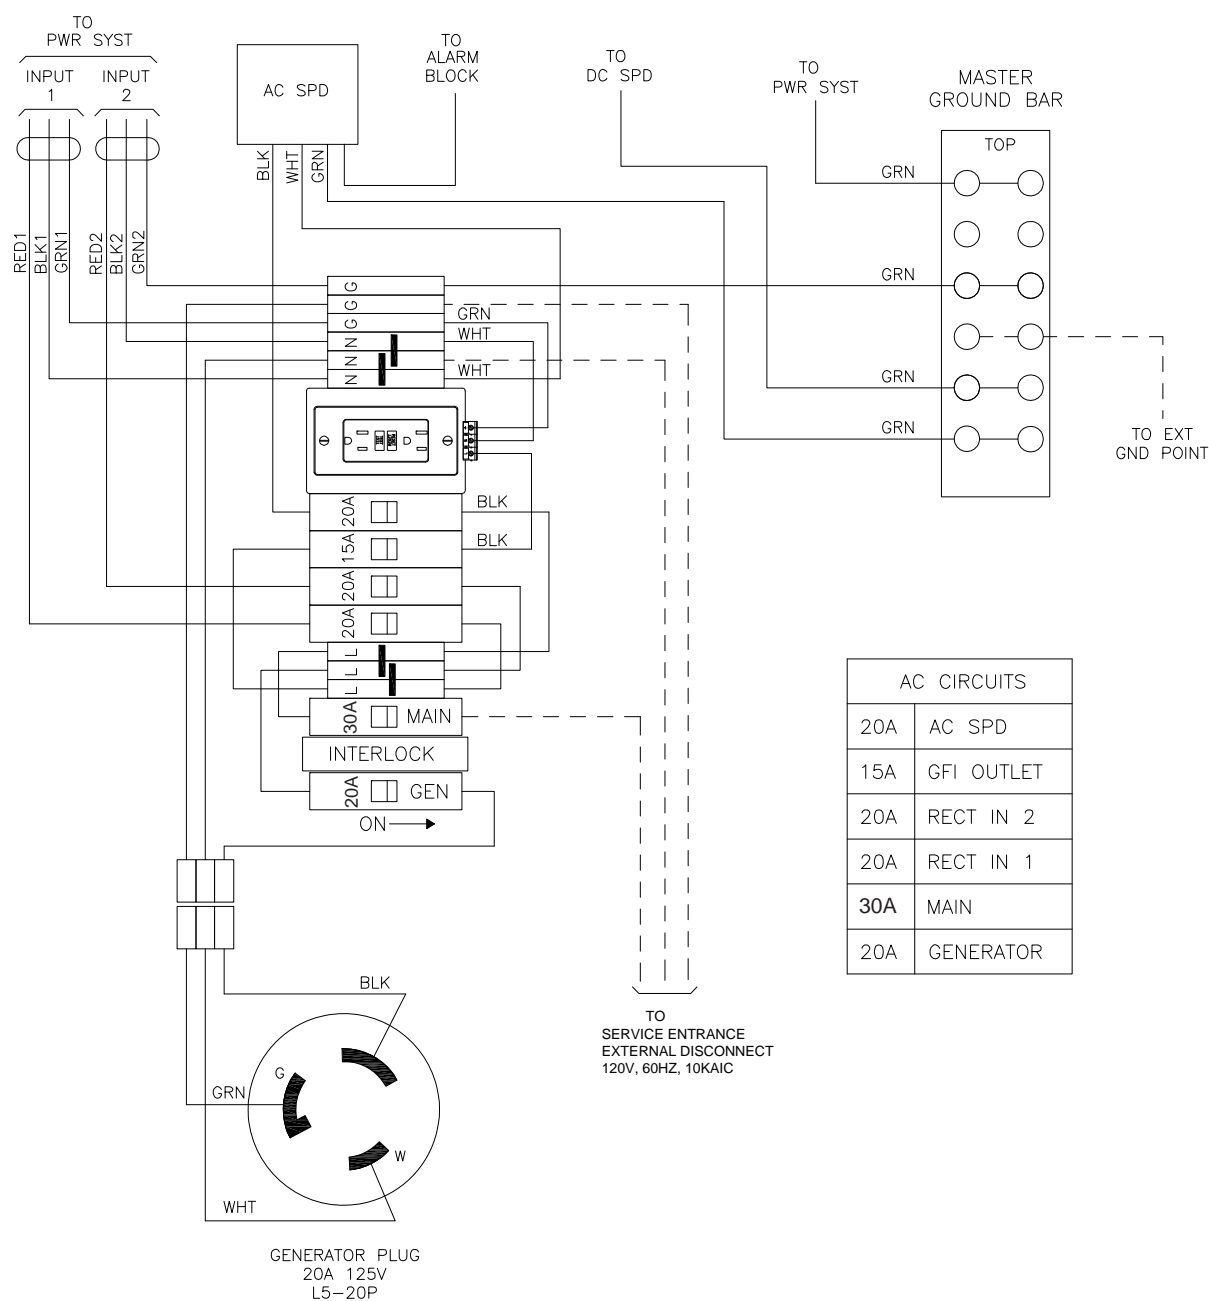 TO
PWR SYST
INPUT
1
INPUT
2
AC SPD
TO
ALARM
BLOCK
TO
DC SPD
TO
PWR SYST
MASTER
GROUND BAR
TOP
BLK
WHT
GRN
GRN
RED1
BLK1
GRN1
RED2
BLK2
GRN2
GRN
G
G
G
GRN
N
WHT
N
N
WHT
GRN
GRN
TO EXT
GND POINT
20A
BLK
15A
BLK
20A
20A
L
L
L
30A
MAIN
INTERLOCK
20A
GEN
ON
AC CIRCUITS
20A AC SPD
15A GFI OUTLET
20A RECT IN 2
20A RECT IN 1
30A MAIN
20A GENERATOR
BLK
TO
SERVICE ENTRANCE
EXTERNAL DISCONNECT
120V, 60HZ, 10KAIC
G
GRN
W
WHT
GENERATOR PLUG
20A 125V
L5-20P